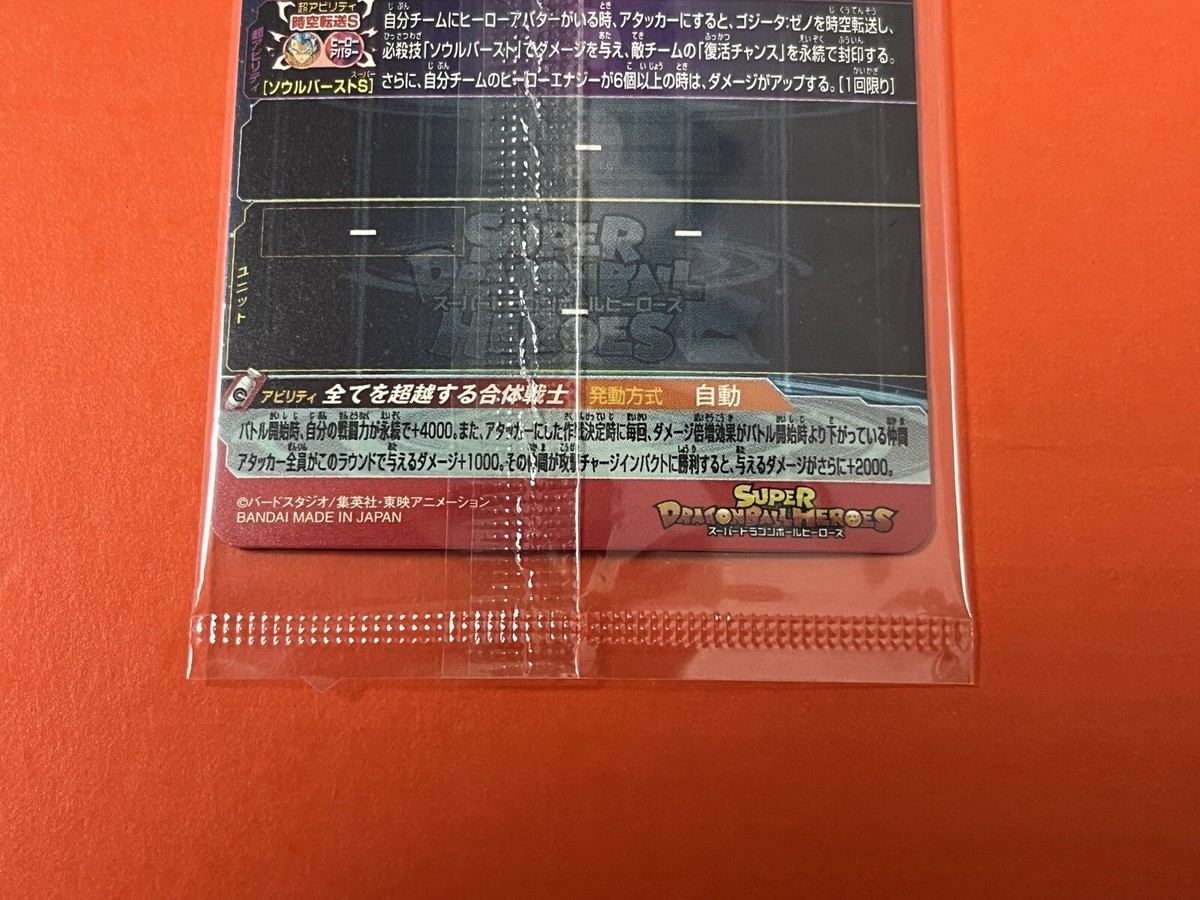 超アビリティ
時空転送S
ヒーローアバター
超アビリティ
[ソウルバーストS]
スーパー
自分チームにヒーローアバターがいる時、アタッカーにすると、ゴジータ:ゼノを時空転送し、
必殺技「ソウルバースト」でダメージを与え、敵チームの「復活チャンス」を永続で封印する。
さらに、自分チームのヒーローエナジーが6個以上の時は、ダメージがアップする。[1回限り]
ー
ユニット
ー ー
ー
SUPER
DRAGONBALL
スーパードラゴンボールヒーローズ
HEROES
アビリティ 全てを超越する合体戦士 発動方式 自動
バトル開始時、自分の戦闘力が永続で+4000。また、アタッカーにした作戦決定時に毎回、ダメージ倍増効果がバトル開始時より下がっている仲間
アタッカー全員がこのラウンドで与えるダメージ+1000。その仲間が攻撃チャージインパクトに勝利すると、与えるダメージがさらに+2000。
©バードスタジオ/集英社・東映アニメーション
BANDAI MADE IN JAPAN
SUPER
DRAGONBALL HEROES
スーパードラゴンボールヒーローズ